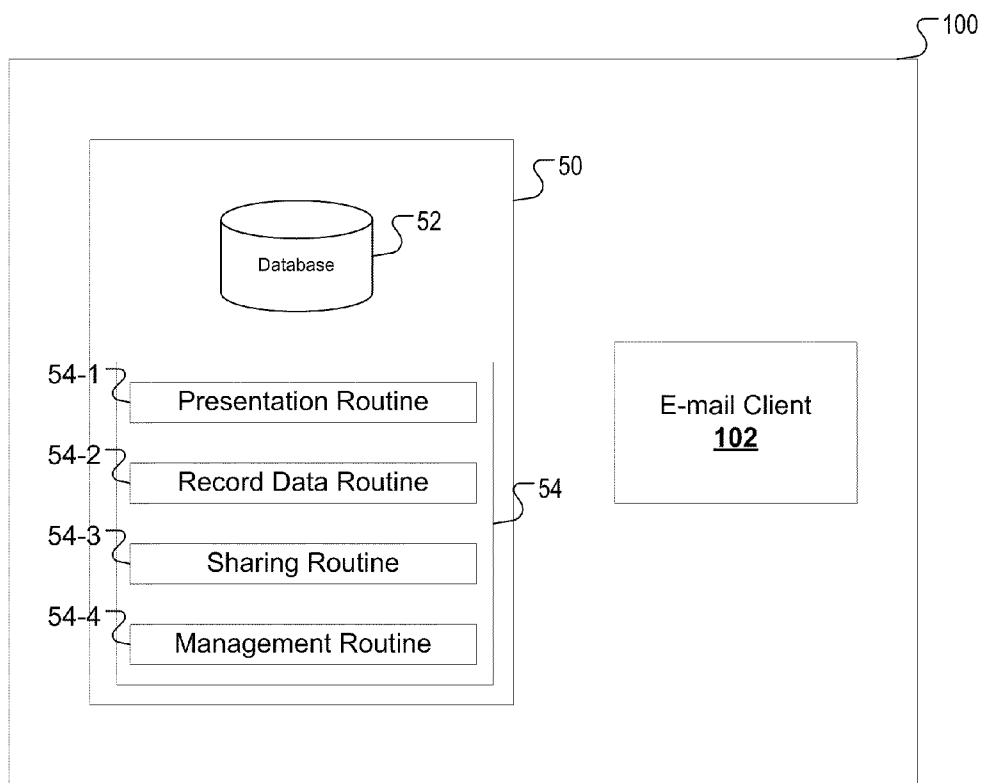 100
50
52
Database
54-1
Presentation Routine
54-2
Record Data Routine
54
54-3
Sharing Routine
54-4
Management Routine
E-mail Client
102